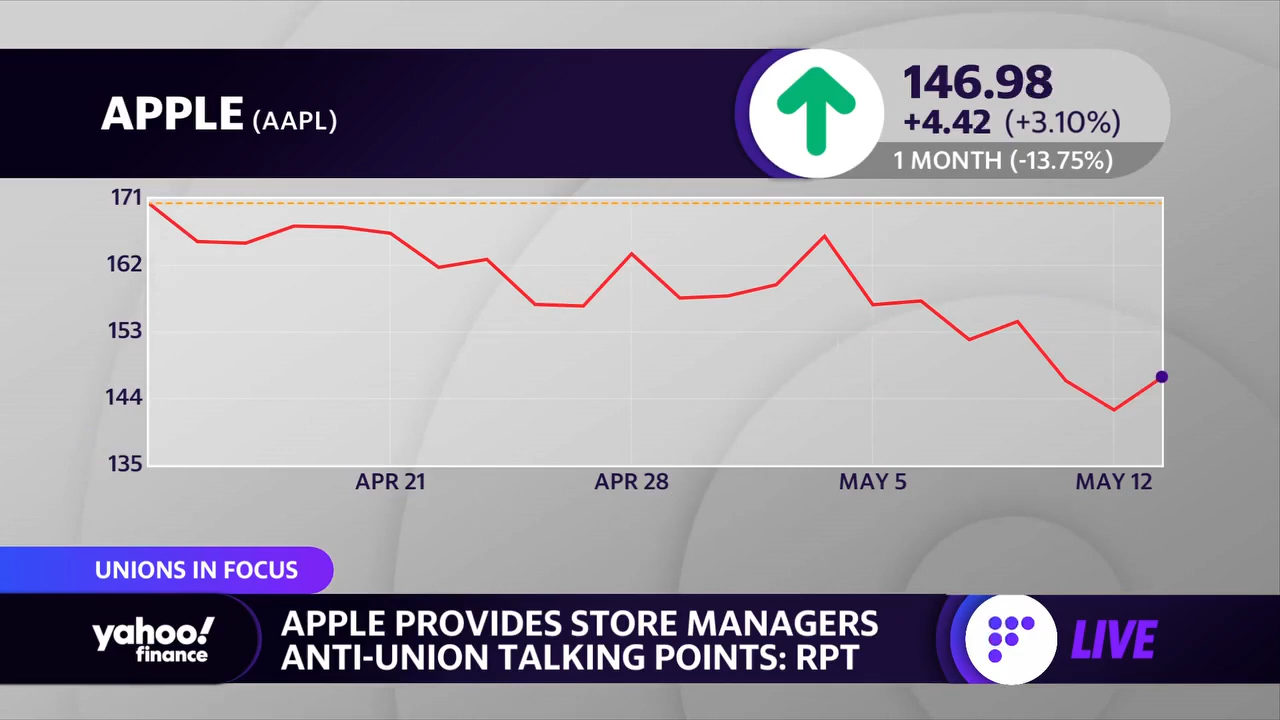 APPLE (AAPL)
146.98
+4.42 (+3.10%)
1 MONTH (-13.75%)
171
162
153
144
135
APR 21
APR 28
MAY 5
MAY 12
UNIONS IN FOCUS
yahoo!
finance
APPLE PROVIDES STORE MANAGERS
ANTI-UNION TALKING POINTS: RPT
LIVE